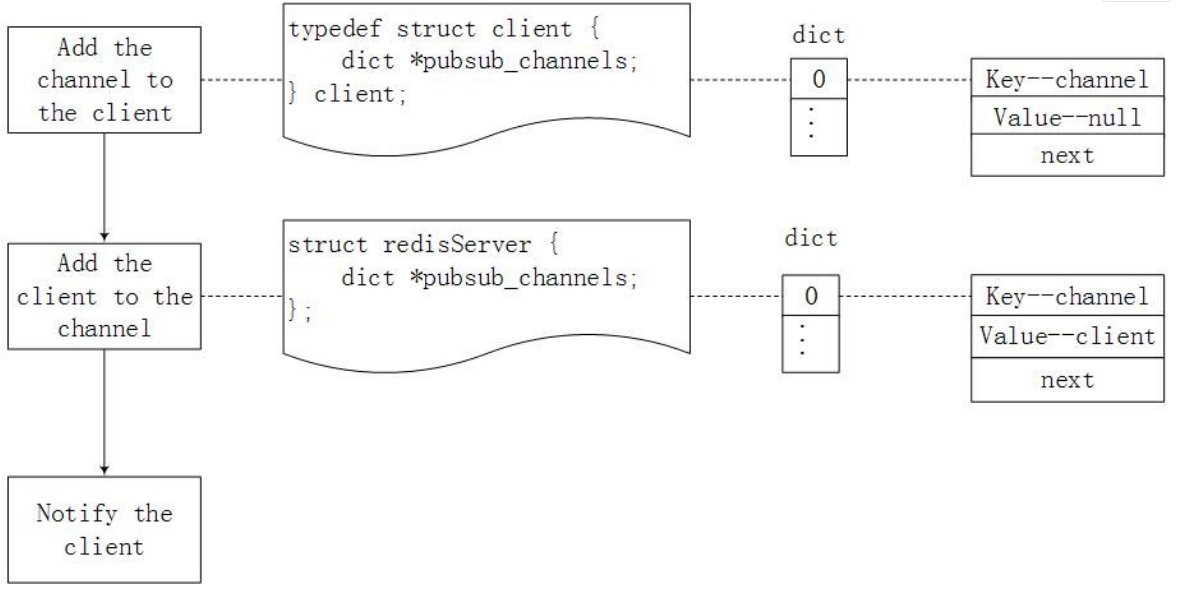 Add the
channel to
the client
typedef struct client {
    dict *pubsub_channels;
} client;
dict
0
⋮
Key--channel
Value--null
next
Add the
client to the
channel
struct redisServer {
    dict *pubsub_channels;
};
dict
0
⋮
Key--channel
Value--client
next
Notify the
client